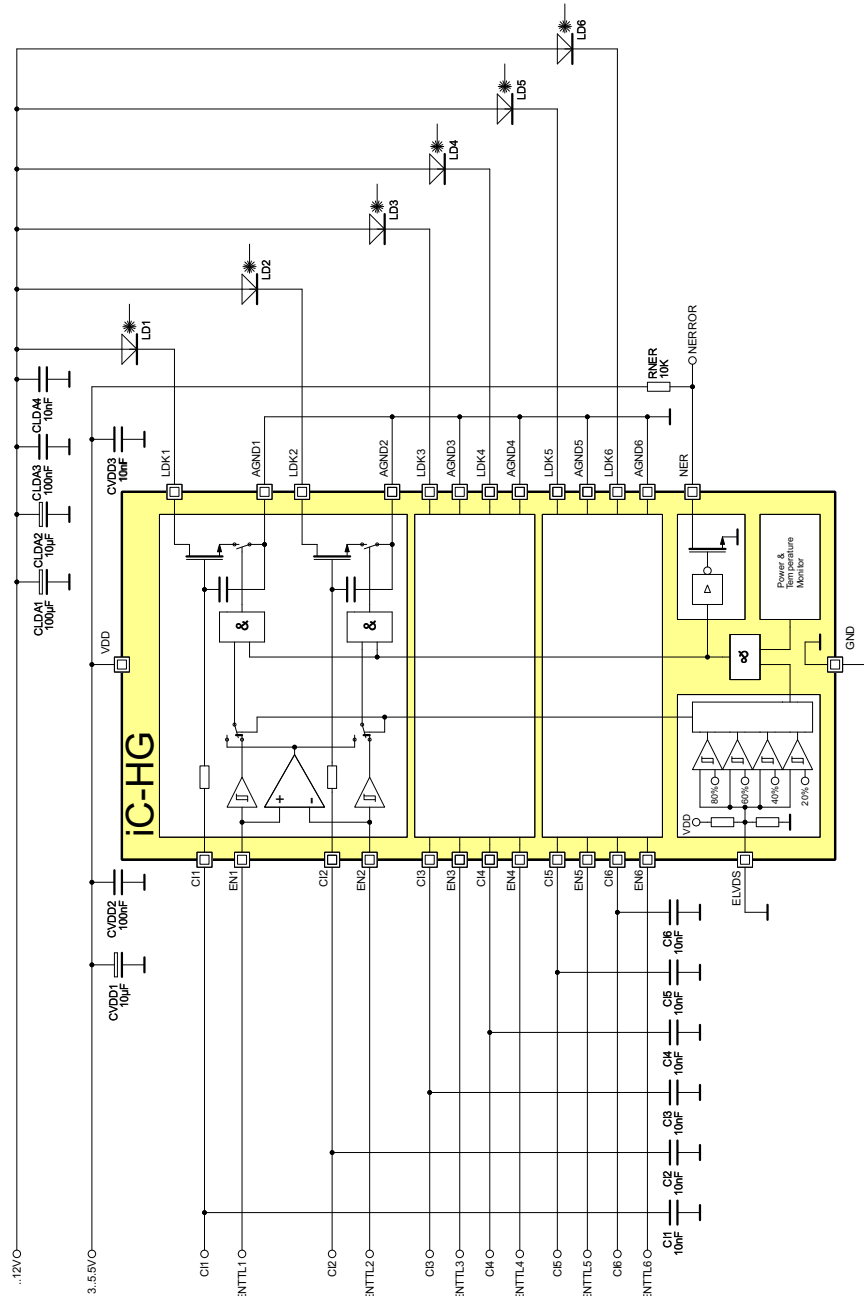 ..12V
3..5.5V
CLDA1
100µF
CLDA2
10µF
CLDA3
100nF
CLDA4
10nF
CVDD1
10µF
CVDD2
100nF
CVDD3
10nF
LD1
LD2
LD3
LD4
LD5
LD6
VDD
iC-HG
CI1
EN1
CI2
EN2
CI3
EN3
CI4
EN4
CI5
EN5
CI6
EN6
ELVDS
LDK1
AGND1
LDK2
AGND2
LDK3
AGND3
LDK4
AGND4
LDK5
AGND5
LDK6
AGND6
NER
RNER
10K
NERROR
GND
&
&
&
+
-
VDD
80%
60%
40%
20%
Power &
Temperature
Monitor
CI1
ENTTL1
CI2
ENTTL2
CI3
ENTTL3
CI4
ENTTL4
CI5
ENTTL5
CI6
ENTTL6
CI1
10nF
CI2
10nF
CI3
10nF
CI4
10nF
CI5
10nF
CI6
10nF